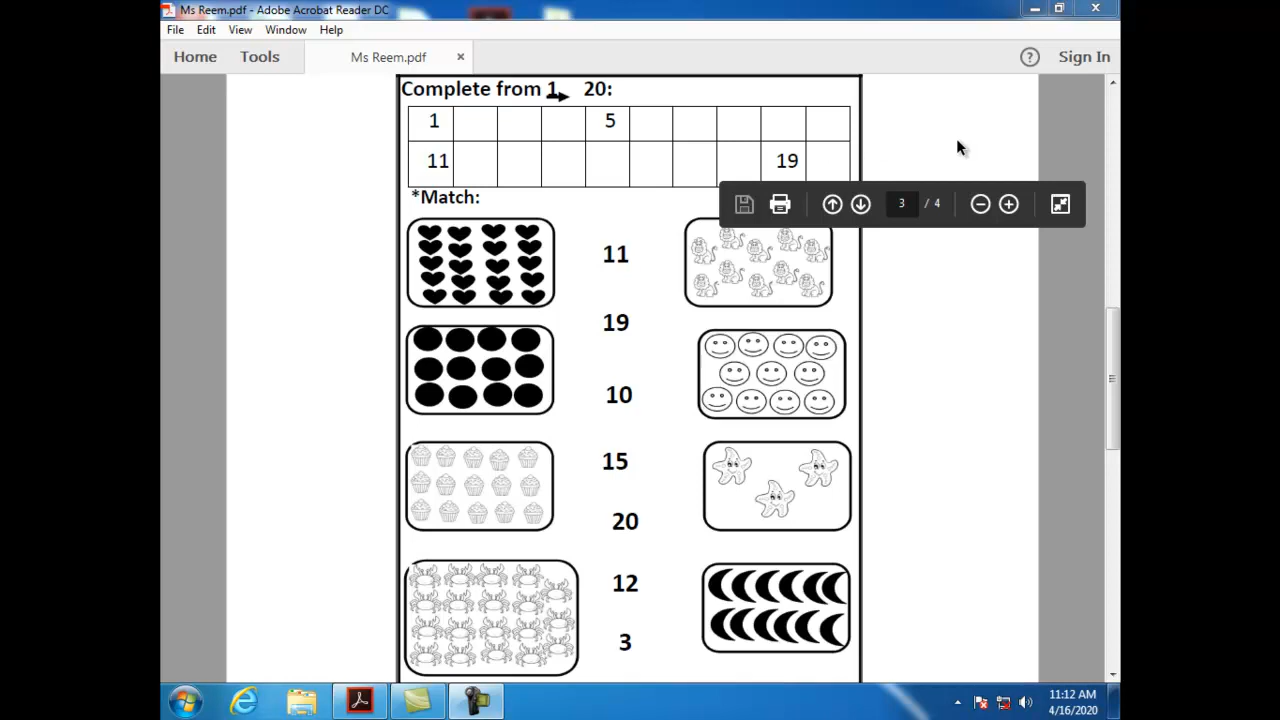 Ms Reem.pdf - Adobe Acrobat Reader DC
File Edit View Window Help
Home Tools Ms Reem.pdf × ? Sign In
Complete from 1 20:
1 5
11 19
3 / 4
*Match:
11
19
10
15
20
12
3
11:12 AM
4/16/2020